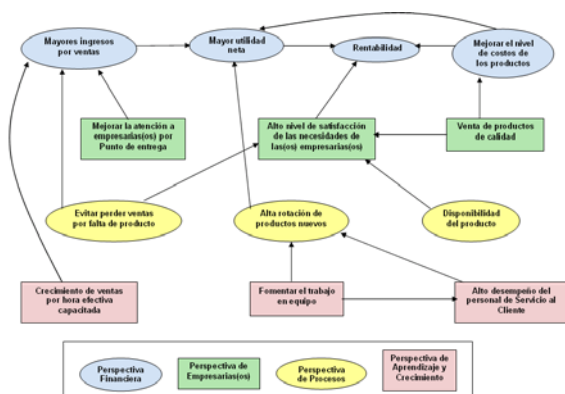 Mayores ingresos
por ventas
Mayor utilidad
neta
Rentabilidad
Mejorar el nivel
de costos de
los productos
Mejorar la atención a
empresarias(os) por
Punto de entrega
Alto nivel de satisfacción
de las necesidades de
las(os) empresarias(os)
Venta de productos
de calidad
Evitar perder ventas
por falta de producto
Alta rotación de
productos nuevos
Disponibilidad
del producto
Crecimiento de ventas
por hora efectiva
capacitada
Fomentar el trabajo
en equipo
Alto desempeño del
personal de Servicio al
Cliente
Perspectiva
Financiera
Perspectiva de
Empresarias(os)
Perspectiva
de Procesos
Perspectiva de
Aprendizaje y
Crecimiento